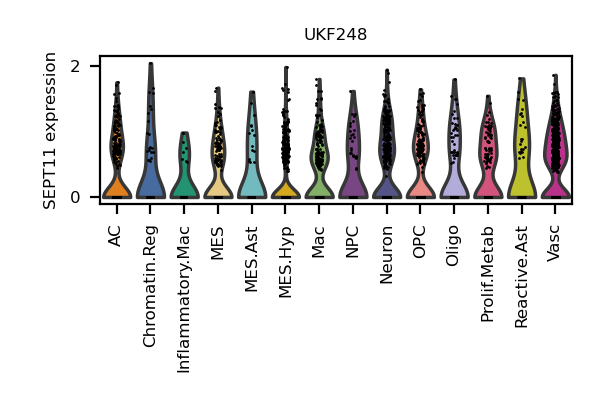 UKF248
SEPT11 expression
2
0
AC
Chromatin.Reg
Inflammatory.Mac
MES
MES.Ast
MES.Hyp
Mac
NPC
Neuron
OPC
Oligo
Prolif.Metab
Reactive.Ast
Vasc